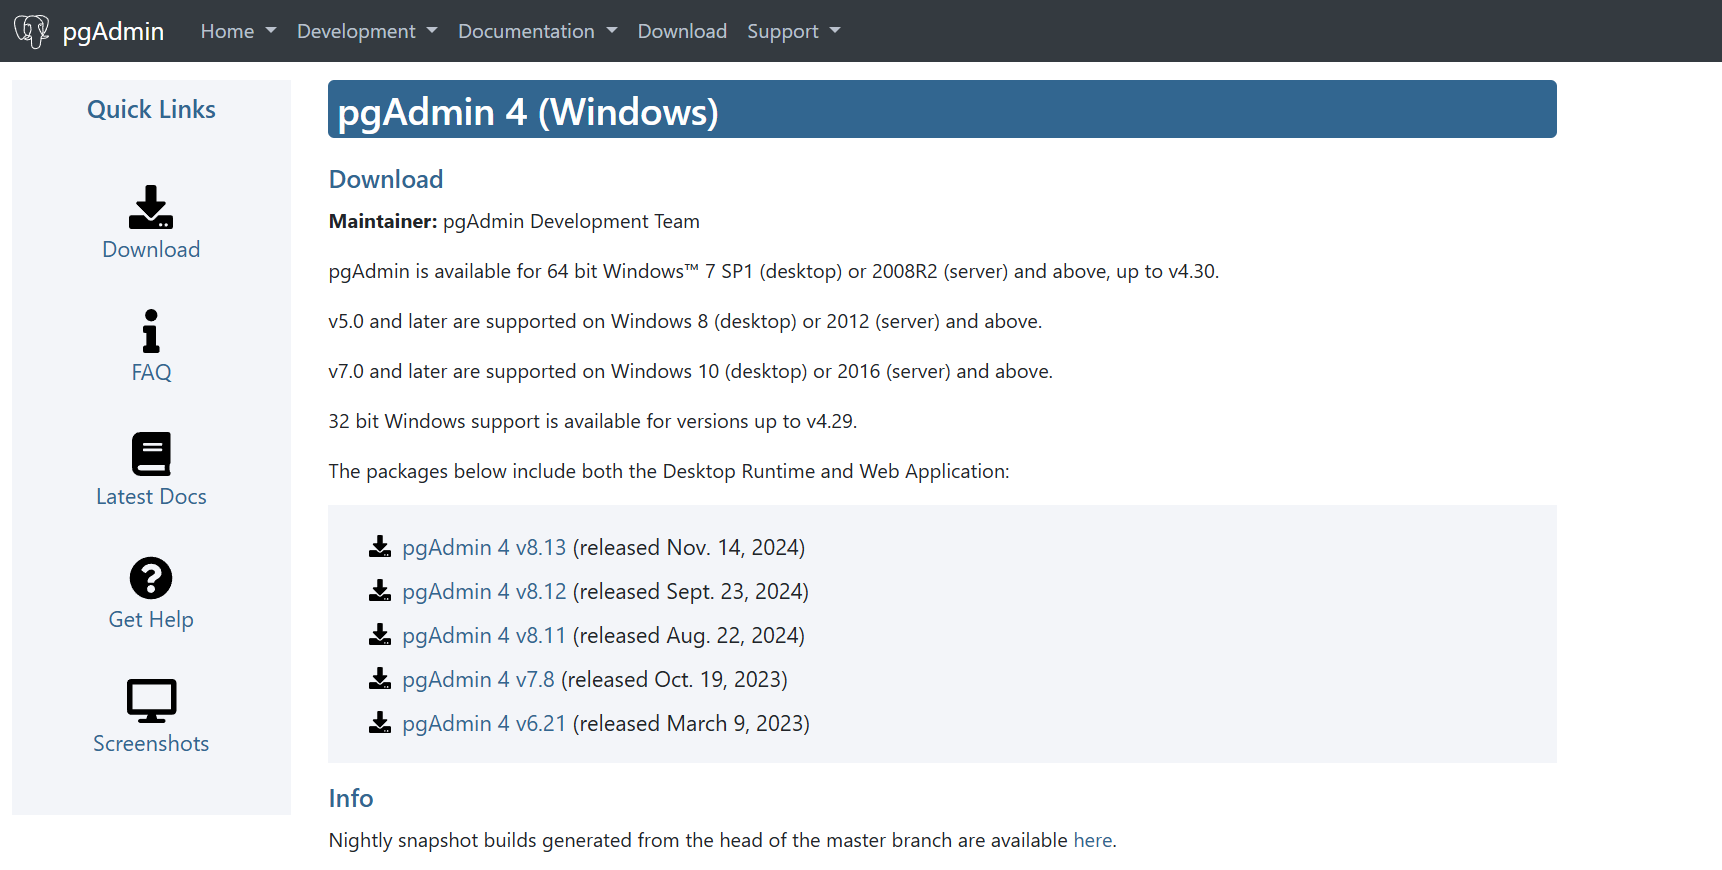 pgAdmin Home Development Documentation Download Support
Quick Links
Download
FAQ
Latest Docs
Get Help
Screenshots
pgAdmin 4 (Windows)
Download
Maintainer: pgAdmin Development Team
pgAdmin is available for 64 bit Windows™ 7 SP1 (desktop) or 2008R2 (server) and above, up to v4.30.
v5.0 and later are supported on Windows 8 (desktop) or 2012 (server) and above.
v7.0 and later are supported on Windows 10 (desktop) or 2016 (server) and above.
32 bit Windows support is available for versions up to v4.29.
The packages below include both the Desktop Runtime and Web Application:
pgAdmin 4 v8.13 (released Nov. 14, 2024)
pgAdmin 4 v8.12 (released Sept. 23, 2024)
pgAdmin 4 v8.11 (released Aug. 22, 2024)
pgAdmin 4 v7.8 (released Oct. 19, 2023)
pgAdmin 4 v6.21 (released March 9, 2023)
Info
Nightly snapshot builds generated from the head of the master branch are available here.